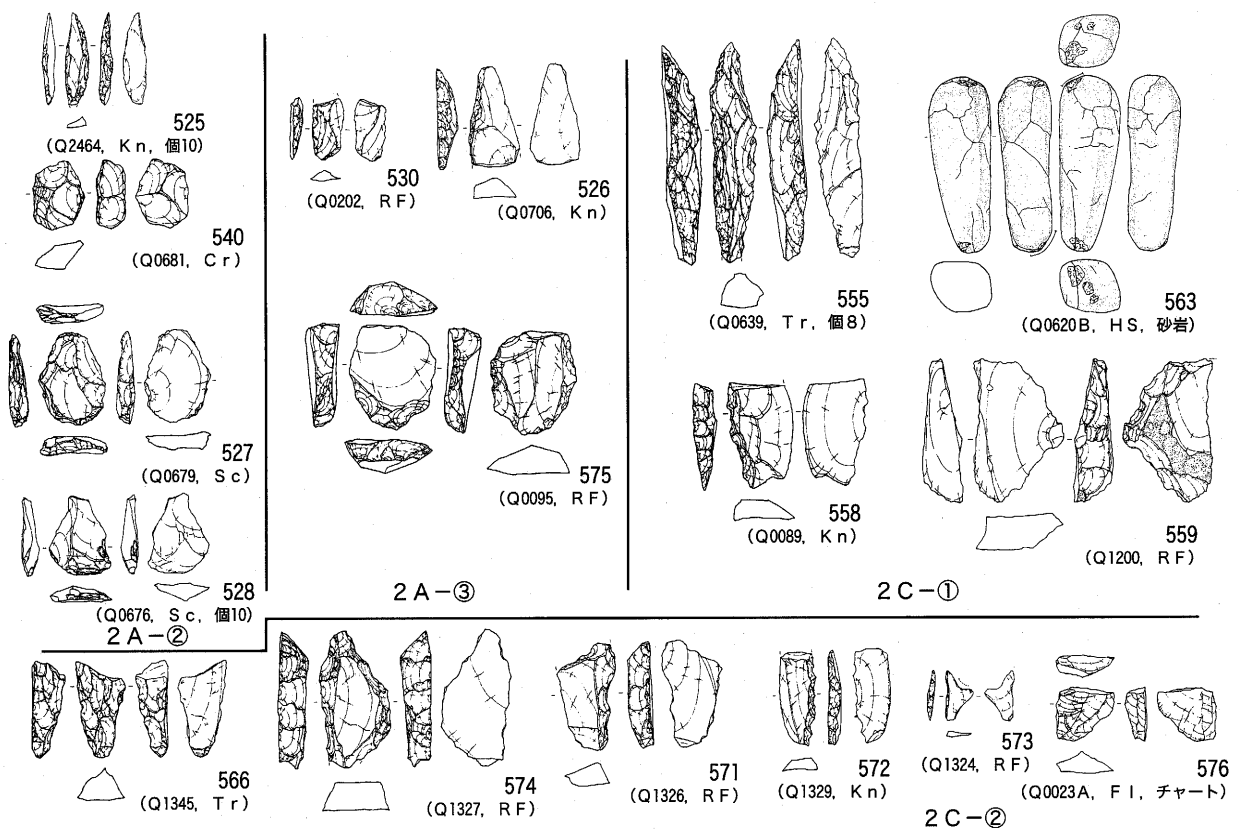 525
(Q2464, Kn, 個10)
540
(Q0681, Cr)
527
(Q0679, Sc)
528
(Q0676, Sc, 個10)
2A-②
530
(Q0202, RF)
526
(Q0706, Kn)
575
(Q0095, RF)
2A-③
555
(Q0639, Tr, 個8)
563
(Q0620B, HS, 砂岩)
558
(Q0089, Kn)
559
(Q1200, RF)
2C-①
566
(Q1345, Tr)
574
(Q1327, RF)
571
(Q1326, RF)
572
(Q1329, Kn)
573
(Q1324, RF)
576
(Q0023A, Fl, チャート)
2C-②